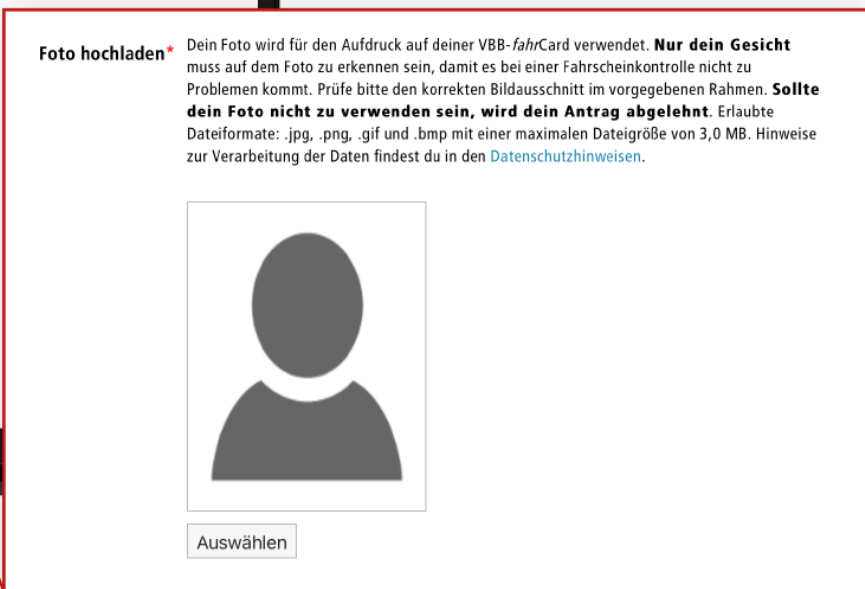 Foto hochladen* Dein Foto wird für den Aufdruck auf deiner VBB-fahrCard verwendet. Nur dein Gesicht
muss auf dem Foto zu erkennen sein, damit es bei einer Fahrscheinkontrolle nicht zu
Problemen kommt. Prüfe bitte den korrekten Bildausschnitt im vorgegebenen Rahmen. Sollte
dein Foto nicht zu verwenden sein, wird dein Antrag abgelehnt. Erlaubte
Dateiformate: .jpg, .png, .gif und .bmp mit einer maximalen Dateigröße von 3,0 MB. Hinweise
zur Verarbeitung der Daten findest du in den Datenschutzhinweisen.
Auswählen